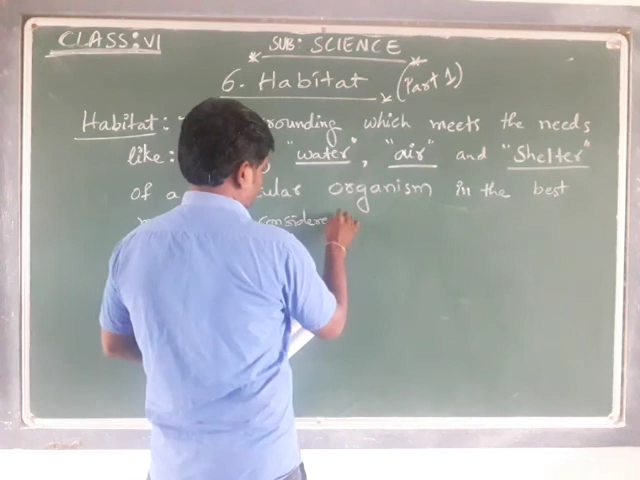 CLASS: VI
SUB: SCIENCE
6. Habitat (Part 1)
Habitat: rounding which meets the needs
like: "water", "air" and "Shelter"
of a organism in the best
considere